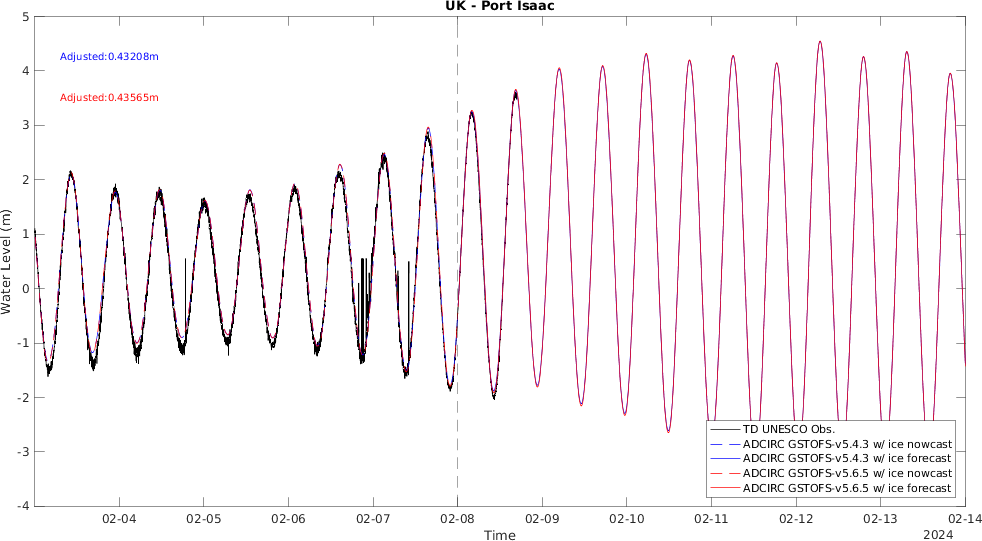 UK - Port Isaac
Adjusted:0.43208m
Adjusted:0.43565m
Water Level (m)
5
4
3
2
1
0
-1
-2
-3
-4
TD UNESCO Obs.
ADCIRC GSTOFS-v5.4.3 w/ ice nowcast
ADCIRC GSTOFS-v5.4.3 w/ ice forecast
ADCIRC GSTOFS-v5.6.5 w/ ice nowcast
ADCIRC GSTOFS-v5.6.5 w/ ice forecast
02-04 02-05 02-06 02-07 02-08 02-09 02-10 02-11 02-12 02-13 02-14
Time
2024